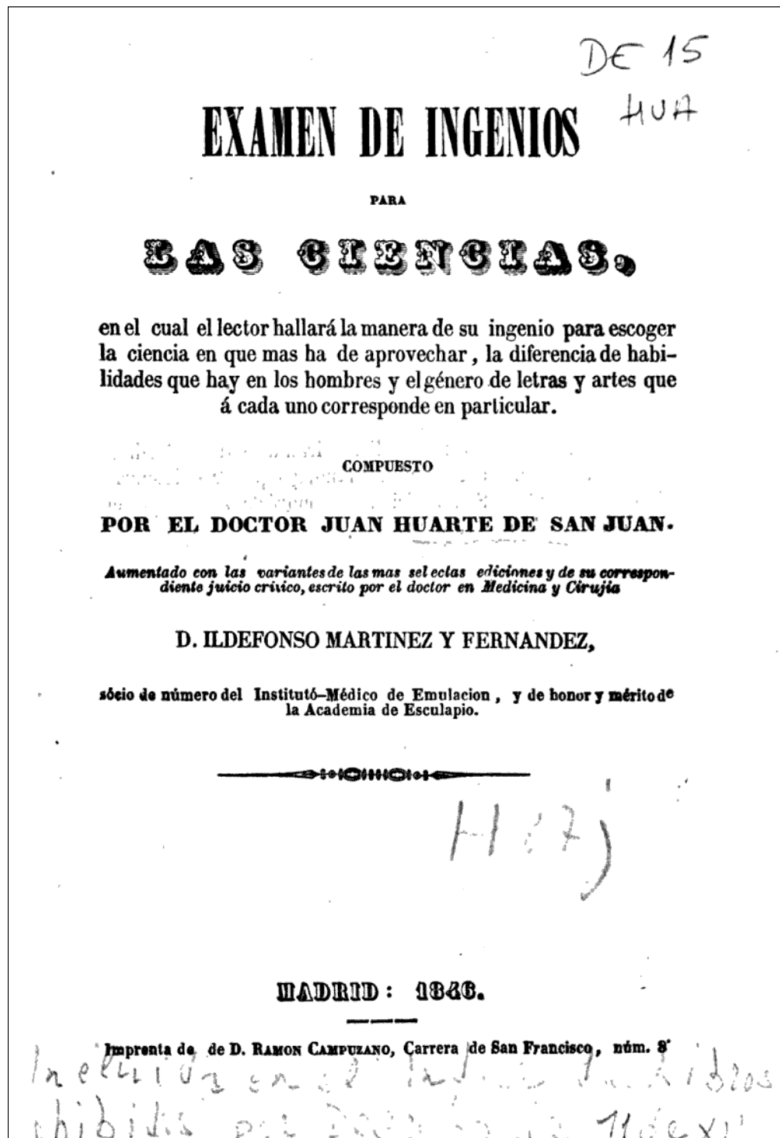 DE 15
HUA
EXAMEN DE INGENIOS
PARA
LAS CIENCIAS,
en el cual el lector hallará la manera de su ingenio para escoger
la ciencia en que mas ha de aprovechar, la diferencia de habi-
lidades que hay en los hombres y el género de letras y artes que
á cada uno corresponde en particular.
COMPUESTO
POR EL DOCTOR JUAN HUARTE DE SAN JUAN.
Aumentado con las variantes de las mas selectas ediciones y de su correspon-
diente juicio crítico, escrito por el doctor en Medicina y Cirujía
D. ILDEFONSO MARTINEZ Y FERNANDEZ,
sócio de número del Institutó-Médico de Emulacion, y de honor y mérito de
la Academia de Esculapio.
MADRID: 1846.
Imprenta de de D. RAMON CAMPUZANO, Carrera de San Francisco, núm. 8
en el